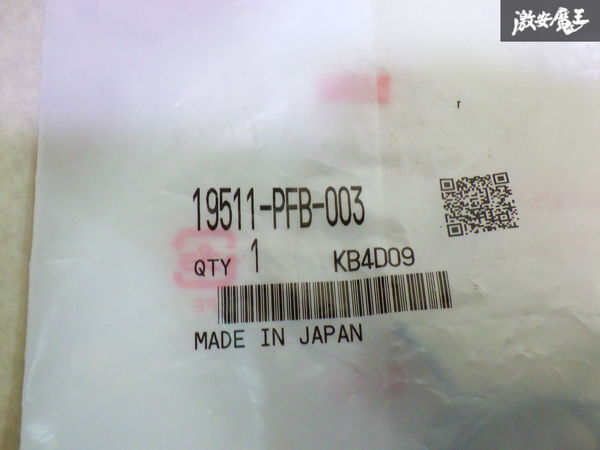 激安魔王
19511-PFB-003
QTY 1 KB4D09
MADE IN JAPAN